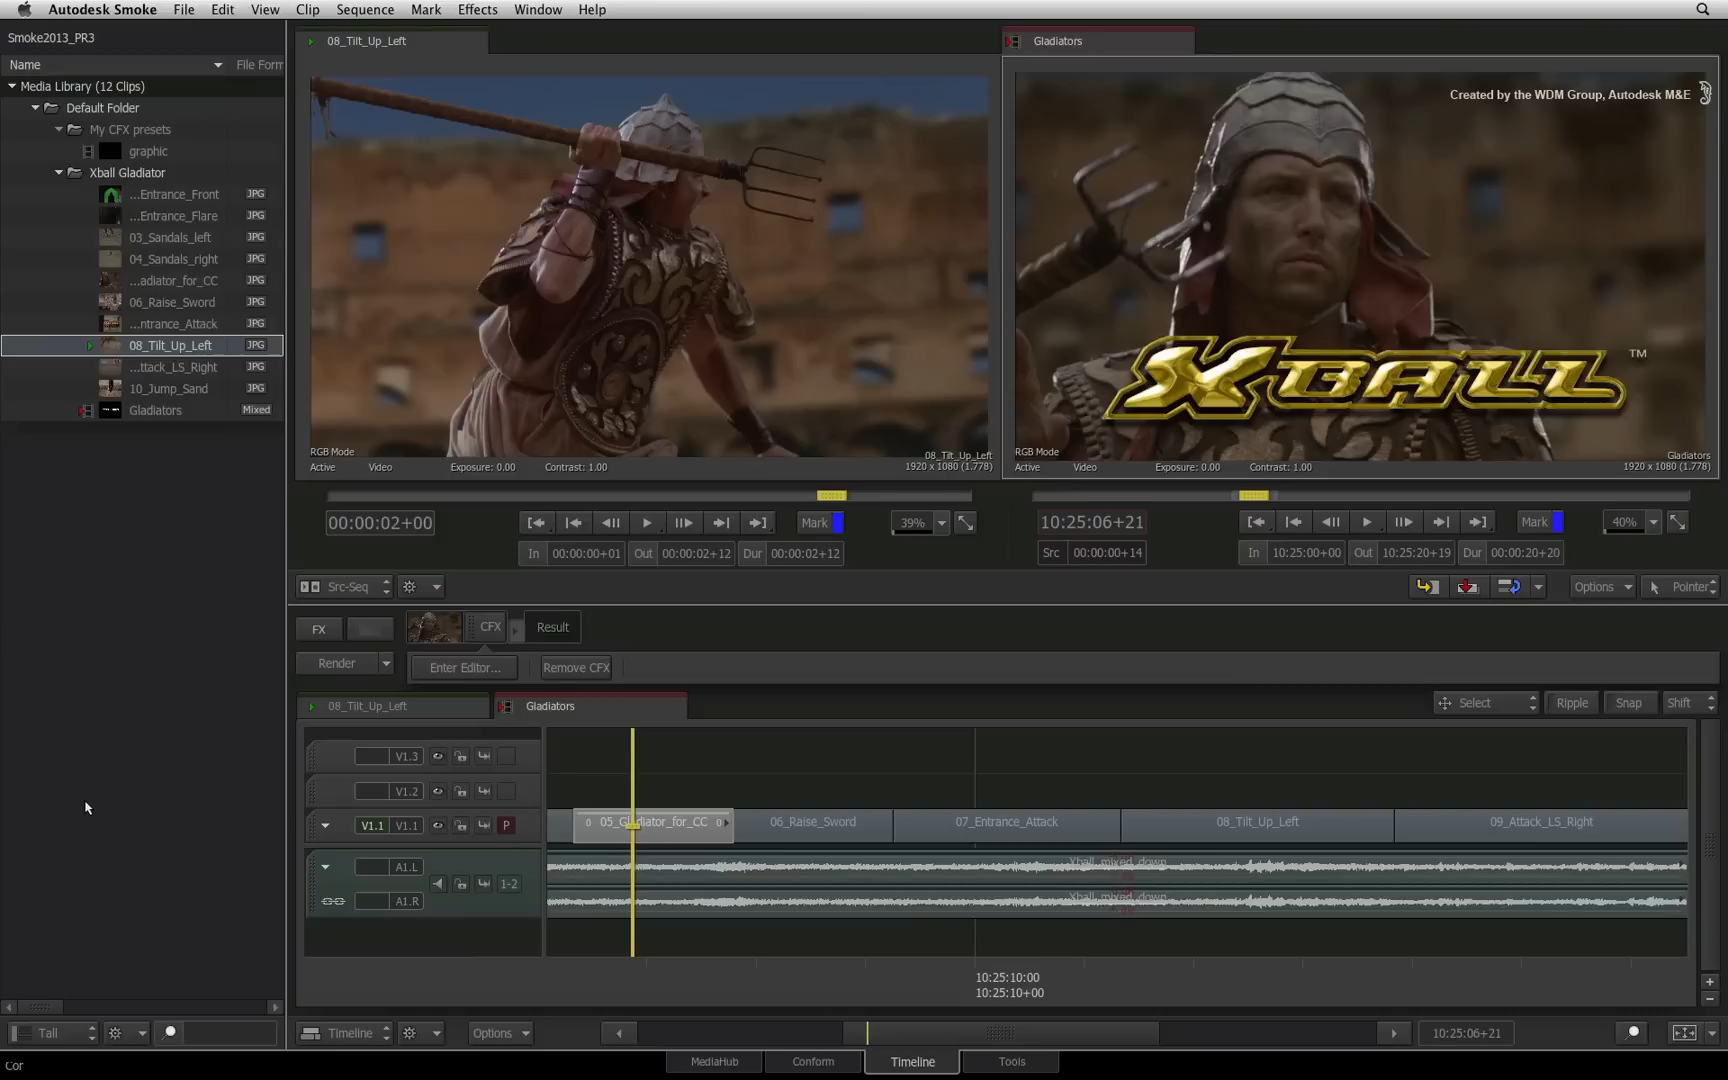 Autodesk Smoke File Edit View Clip Sequence Mark Effects Window Help
Smoke2013_PR3
Name File Form
Media Library (12 Clips)
Default Folder
My CFX presets
graphic
Xball Gladiator
...Entrance_Front JPG
...Entrance_Flare JPG
03_Sandals_left JPG
04_Sandals_right JPG
...adiator_for_CC JPG
06_Raise_Sword JPG
...ntrance_Attack JPG
08_Tilt_Up_Left JPG
...ttack_LS_Right JPG
10_Jump_Sand JPG
Gladiators Mixed
08_Tilt_Up_Left
RGB Mode
08_Tilt_Up_Left
Active Video Exposure: 0.00 Contrast: 1.00 1920 x 1080 (1.778)
Gladiators
Created by the WDM Group, Autodesk M&E
XBALL TM
RGB Mode
Gladiators
Active Video Exposure: 0.00 Contrast: 1.00 1920 x 1080 (1.778)
00:00:02+00 Mark 39%
In 00:00:00+01 Out 00:00:02+12 Dur 00:00:02+12
10:25:06+21 Mark 40%
Src 00:00:00+14 In 10:25:00+00 Out 10:25:20+19 Dur 00:00:20+20
Src-Seq Options Pointer
FX CFX Result
Render Enter Editor... Remove CFX
08_Tilt_Up_Left Gladiators Select Ripple Snap Shift
V1.3
V1.2
V1.1 V1.1 P 0 05_Gladiator_for_CC 0 06_Raise_Sword 07_Entrance_Attack 08_Tilt_Up_Left 09_Attack_LS_Right
A1.L Xball_mixed_down
1-2
A1.R Xball_mixed_down
10:25:10:00
10:25:10+00
Tall Timeline Options 10:25:06+21
MediaHub Conform Timeline Tools
Cor